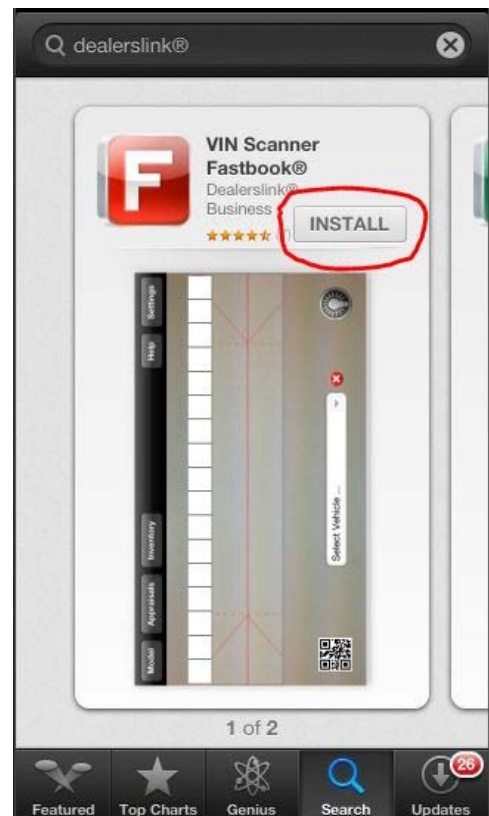 dealerslink®
F
VIN Scanner
Fastbook®
Dealerslink®
Business
INSTALL
Settings
Help
Inventory
Appraisals
Model
Select Vehicle ...
1 of 2
26
Featured
Top Charts
Genius
Search
Updates